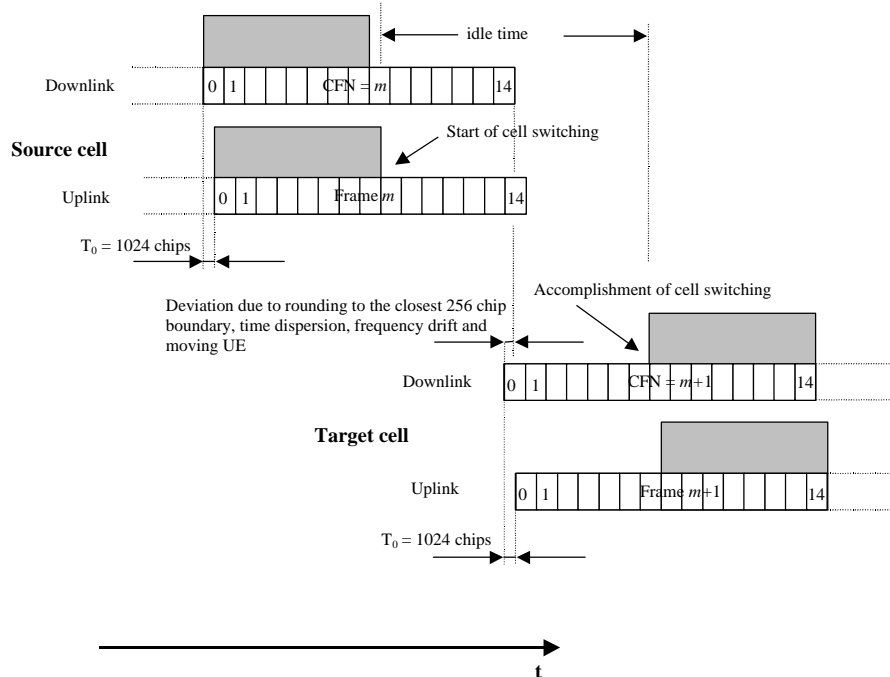 idle time
Downlink
0 1 CFN = m 14
Start of cell switching
Source cell
Uplink
0 1 Frame m 14
T0 = 1024 chips
Deviation due to rounding to the closest 256 chip
boundary, time dispersion, frequency drift and
moving UE
Accomplishment of cell switching
Downlink
0 1 CFN = m+1 14
Target cell
Uplink
0 1 Frame m+1 14
T0 = 1024 chips
t